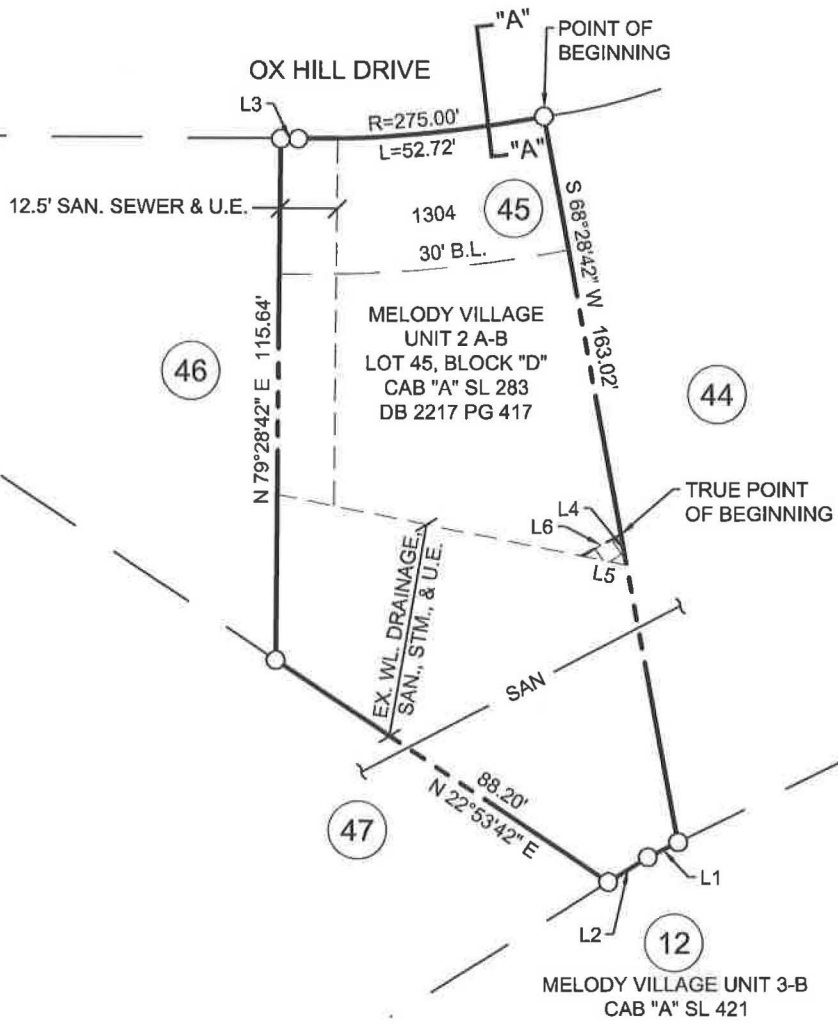 "A"
POINT OF
BEGINNING
OX HILL DRIVE
L3
R=275.00'
L=52.72'
"A"
12.5' SAN. SEWER & U.E.
1304
45
30' B.L.
S 68°28'42" W 163.02'
MELODY VILLAGE
UNIT 2 A-B
LOT 45, BLOCK "D"
CAB "A" SL 283
DB 2217 PG 417
46
N 79°28'42" E 115.64'
44
TRUE POINT
OF BEGINNING
L4
L6
L5
EX. WL. DRAINAGE,
SAN., STM., & U.E.
SAN
88.20'
N 22°53'42" E
47
L1
L2
12
MELODY VILLAGE UNIT 3-B
CAB "A" SL 421